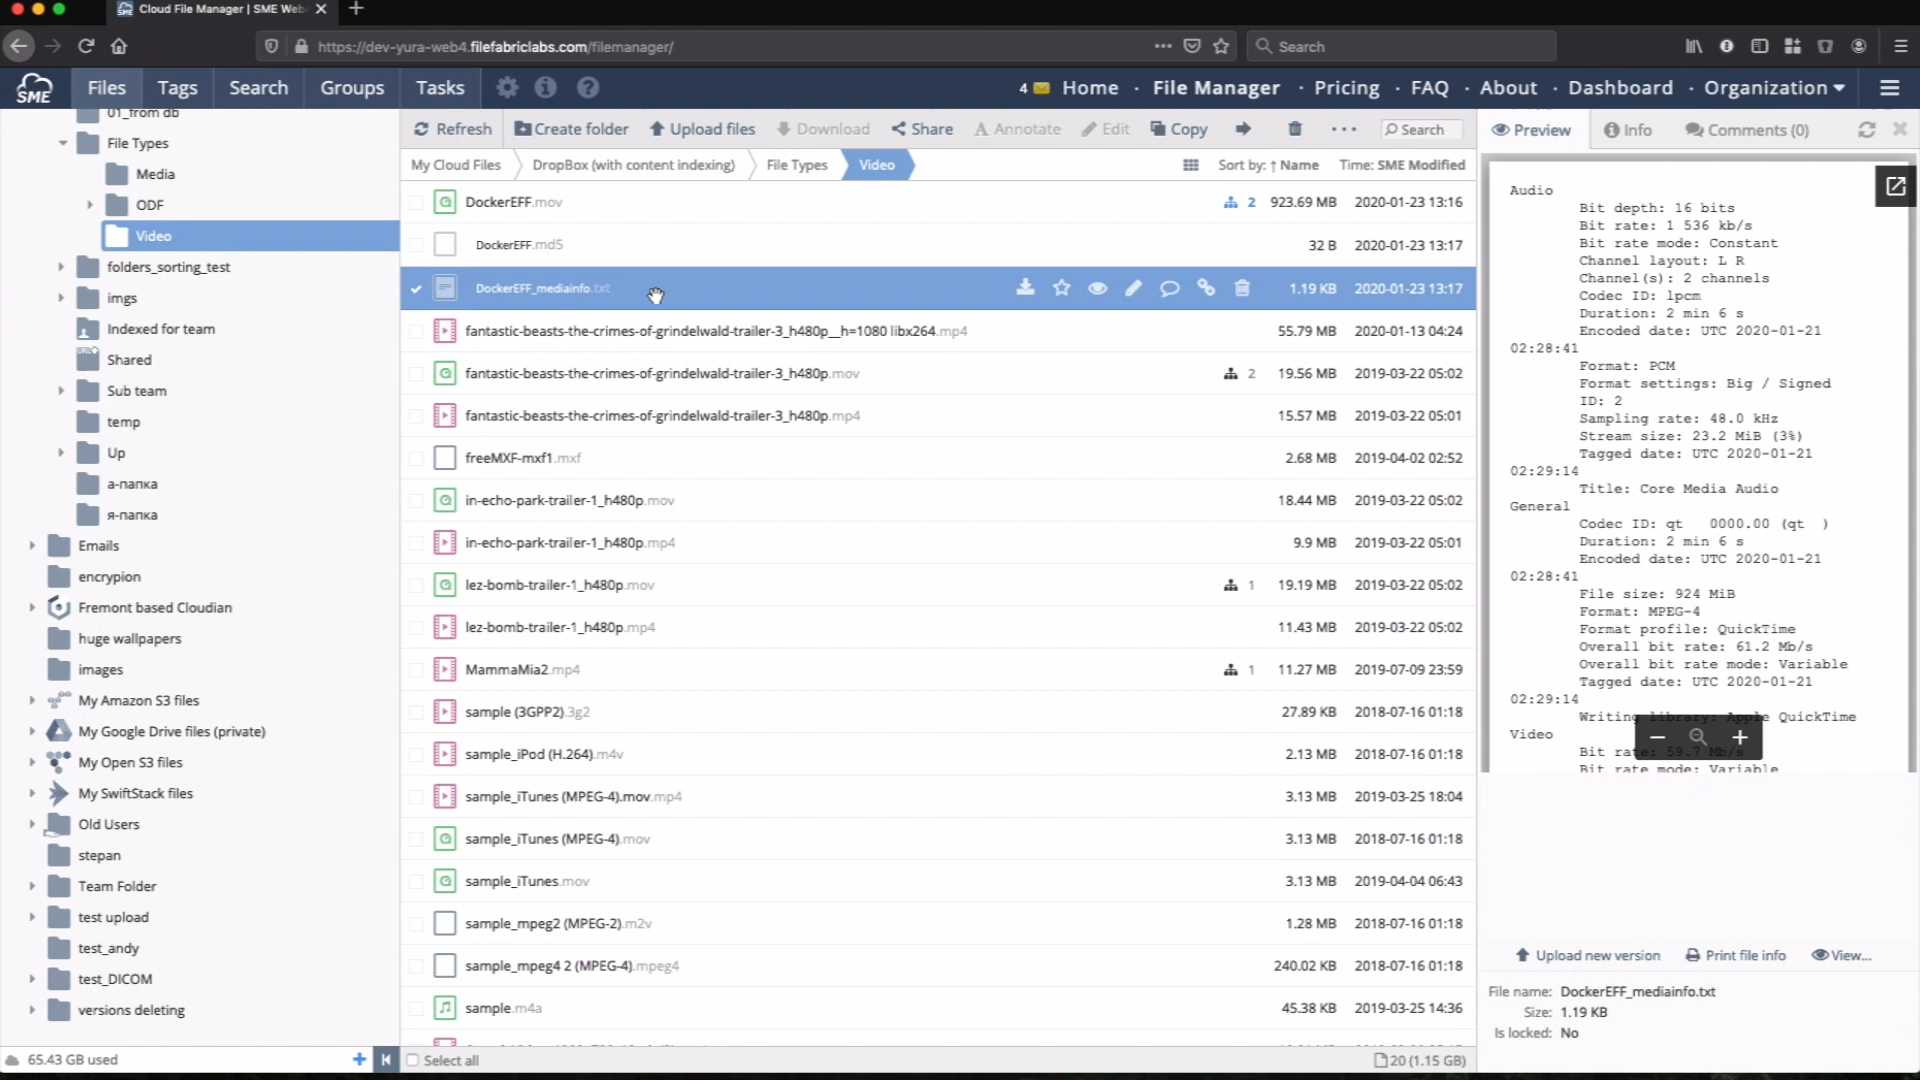 Cloud File Manager | SME Web
https://dev-yura-web4.filefabriclabs.com/filemanager/
Search
SME
Files
Tags
Search
Groups
Tasks
4
Home
File Manager
Pricing
FAQ
About
Dashboard
Organization
01_from db
File Types
Media
ODF
Video
folders_sorting_test
imgs
Indexed for team
Shared
Sub team
temp
Up
а-папка
я-папка
Emails
encrypion
Fremont based Cloudian
huge wallpapers
images
My Amazon S3 files
My Google Drive files (private)
My Open S3 files
My SwiftStack files
Old Users
stepan
Team Folder
test upload
test_andy
test_DICOM
versions deleting
65.43 GB used
Refresh
Create folder
Upload files
Download
Share
Annotate
Edit
Copy
Search
My Cloud Files
DropBox (with content indexing)
File Types
Video
Sort by: ↑ Name
Time: SME Modified
DockerEFF.mov 2 923.69 MB 2020-01-23 13:16
DockerEFF.md5 32 B 2020-01-23 13:17
DockerEFF_mediainfo.txt 1.19 KB 2020-01-23 13:17
fantastic-beasts-the-crimes-of-grindelwald-trailer-3_h480p__h=1080 libx264.mp4 55.79 MB 2020-01-13 04:24
fantastic-beasts-the-crimes-of-grindelwald-trailer-3_h480p.mov 2 19.56 MB 2019-03-22 05:02
fantastic-beasts-the-crimes-of-grindelwald-trailer-3_h480p.mp4 15.57 MB 2019-03-22 05:01
freeMXF-mxf1.mxf 2.68 MB 2019-04-02 02:52
in-echo-park-trailer-1_h480p.mov 18.44 MB 2019-03-22 05:02
in-echo-park-trailer-1_h480p.mp4 9.9 MB 2019-03-22 05:01
lez-bomb-trailer-1_h480p.mov 1 19.19 MB 2019-03-22 05:02
lez-bomb-trailer-1_h480p.mp4 11.43 MB 2019-03-22 05:02
MammaMia2.mp4 1 11.27 MB 2019-07-09 23:59
sample (3GPP2).3g2 27.89 KB 2018-07-16 01:18
sample_iPod (H.264).m4v 2.13 MB 2018-07-16 01:18
sample_iTunes (MPEG-4).mov.mp4 3.13 MB 2019-03-25 18:04
sample_iTunes (MPEG-4).mov 3.13 MB 2018-07-16 01:18
sample_iTunes.mov 3.13 MB 2019-04-04 06:43
sample_mpeg2 (MPEG-2).m2v 1.28 MB 2018-07-16 01:18
sample_mpeg4 2 (MPEG-4).mpeg4 240.02 KB 2018-07-16 01:18
sample.m4a 45.38 KB 2019-03-25 14:36
Select all
20 (1.15 GB)
Preview
Info
Comments (0)
Audio
Bit depth: 16 bits
Bit rate: 1 536 kb/s
Bit rate mode: Constant
Channel layout: L R
Channel(s): 2 channels
Codec ID: lpcm
Duration: 2 min 6 s
Encoded date: UTC 2020-01-21
02:28:41
Format: PCM
Format settings: Big / Signed
ID: 2
Sampling rate: 48.0 kHz
Stream size: 23.2 MiB (3%)
Tagged date: UTC 2020-01-21
02:29:14
Title: Core Media Audio
General
Codec ID: qt   0000.00 (qt  )
Duration: 2 min 6 s
Encoded date: UTC 2020-01-21
02:28:41
File size: 924 MiB
Format: MPEG-4
Format profile: QuickTime
Overall bit rate: 61.2 Mb/s
Overall bit rate mode: Variable
Tagged date: UTC 2020-01-21
02:29:14
Writing library: Apple QuickTime
Video
Bit rate: 59.7 Mb/s
Bit rate mode: Variable
Upload new version
Print file info
View...
File name: DockerEFF_mediainfo.txt
Size: 1.19 KB
Is locked: No